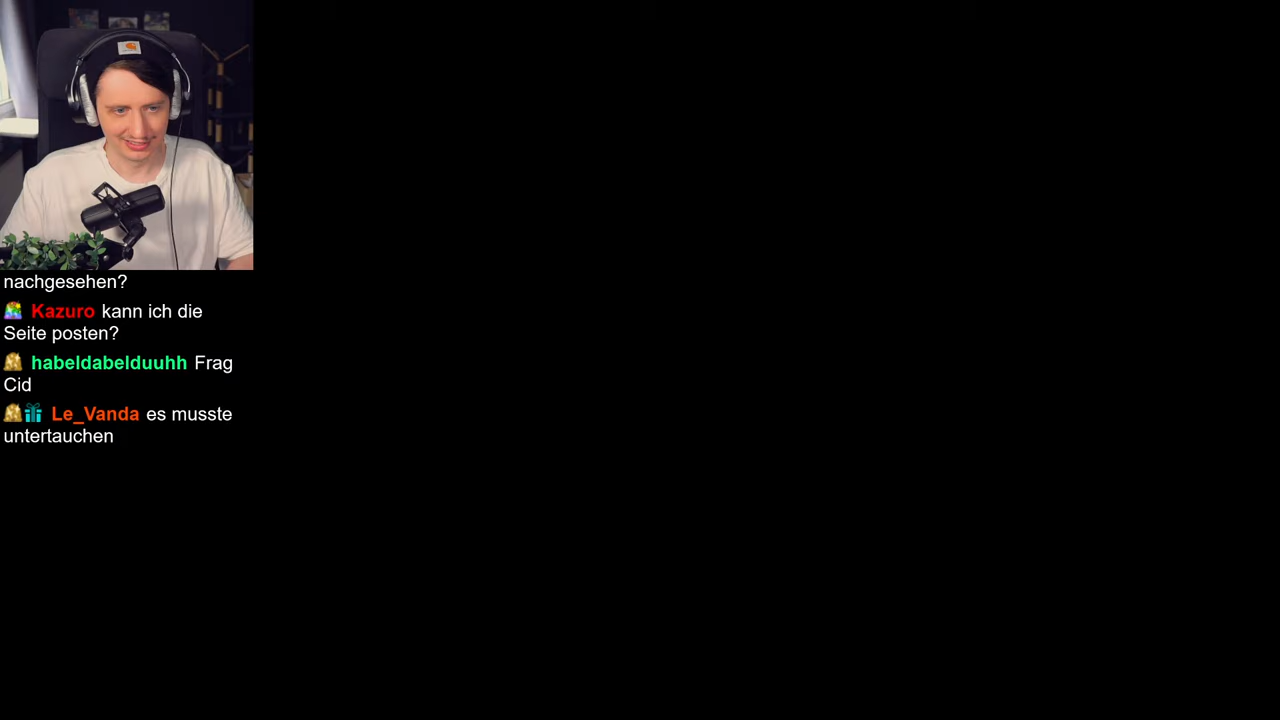 nachgesehen?
Kazuro kann ich die
Seite posten?
habeldabelduuhh Frag
Cid
Le_Vanda es musste
untertauchen